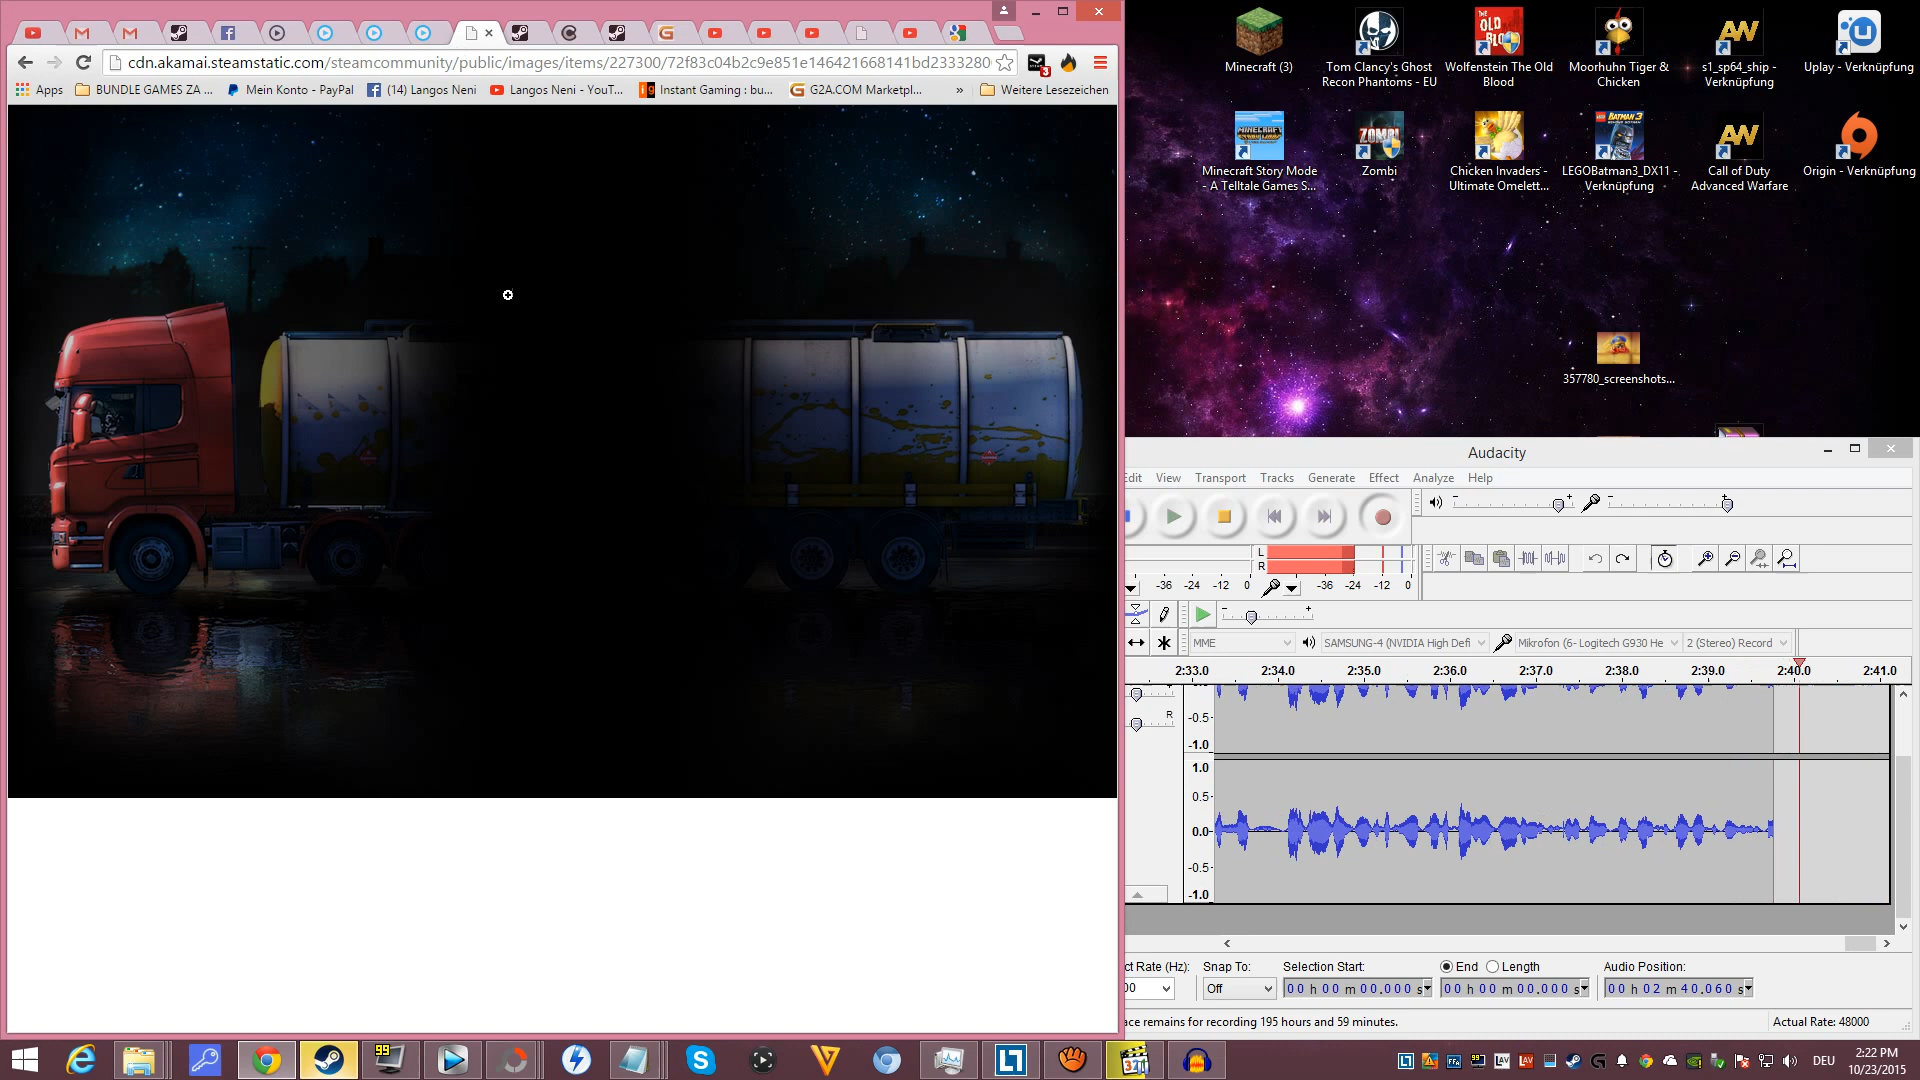 cdn.akamai.steamstatic.com/steamcommunity/public/images/items/227300/72f83c04b2c9e851e146421668141bd2333280
Apps
BUNDLE GAMES ZA ...
Mein Konto - PayPal
(14) Langos Neni
Langos Neni - YouT...
Instant Gaming : bu...
G2A.COM Marketpl...
»
Weitere Lesezeichen
Minecraft (3)
Tom Clancy's Ghost
Recon Phantoms - EU
Wolfenstein The Old
Blood
Moorhuhn Tiger &
Chicken
s1_sp64_ship -
Verknüpfung
Uplay - Verknüpfung
Minecraft Story Mode
- A Telltale Games S...
Zombi
Chicken Invaders -
Ultimate Omelett...
LEGOBatman3_DX11 -
Verknüpfung
Call of Duty
Advanced Warfare
Origin - Verknüpfung
357780_screenshots...
Audacity
dit View Transport Tracks Generate Effect Analyze Help
L
R
-36 -24 -12 0
-36 -24 -12 0
MME
SAMSUNG-4 (NVIDIA High Defi
Mikrofon (6- Logitech G930 He
2 (Stereo) Record
2:33.0 2:34.0 2:35.0 2:36.0 2:37.0 2:38.0 2:39.0 2:40.0 2:41.0
R
-0.5
-1.0
1.0
0.5
0.0
-0.5
-1.0
ct Rate (Hz):
Snap To:
Selection Start:
End
Length
Audio Position:
00
Off
00 h 00 m 00.000 s
00 h 00 m 00.000 s
00 h 02 m 40.060 s
ace remains for recording 195 hours and 59 minutes.
Actual Rate: 48000
DEU
2:22 PM
10/23/2015